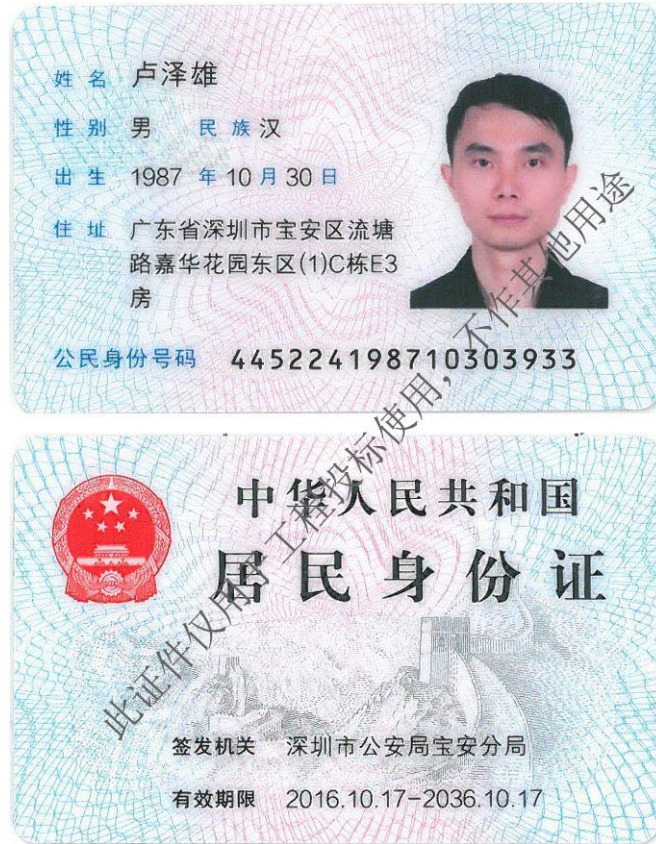 姓名 卢泽雄
性别 男 民族 汉
出生 1987 年 10 月 30 日
住址 广东省深圳市宝安区流塘
路嘉华花园东区(1)C栋E3
房
公民身份号码 445224198710303933
中华人民共和国
居民身份证
签发机关 深圳市公安局宝安分局
有效期限 2016.10.17-2036.10.17
此证件仅用于工程投标使用，不作其他用途